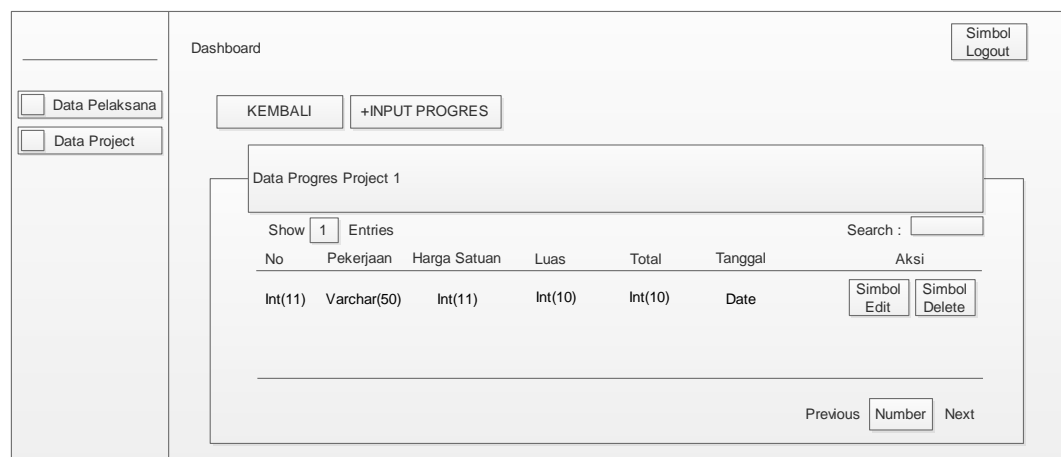 Simbol
Logout
Dashboard
Data Pelaksana
Data Project
KEMBALI +INPUT PROGRES
Data Progres Project 1
Show 1 Entries Search :
No Pekerjaan Harga Satuan Luas Total Tanggal Aksi
Int(11) Varchar(50) Int(11) Int(10) Int(10) Date Simbol Edit Simbol Delete
Previous Number Next